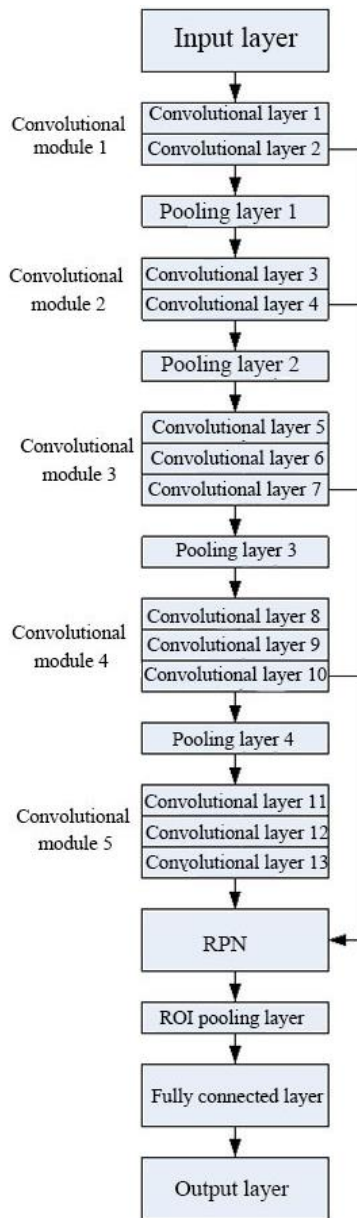 Input layer
Convolutional
module 1
Convolutional layer 1
Convolutional layer 2
Pooling layer 1
Convolutional
module 2
Convolutional layer 3
Convolutional layer 4
Pooling layer 2
Convolutional
module 3
Convolutional layer 5
Convolutional layer 6
Convolutional layer 7
Pooling layer 3
Convolutional
module 4
Convolutional layer 8
Convolutional layer 9
Convolutional layer 10
Pooling layer 4
Convolutional
module 5
Convolutional layer 11
Convolutional layer 12
Convolutional layer 13
RPN
ROI pooling layer
Fully connected layer
Output layer